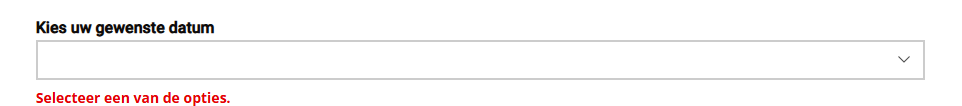 Kies uw gewenste datum
Selecteer een van de opties.